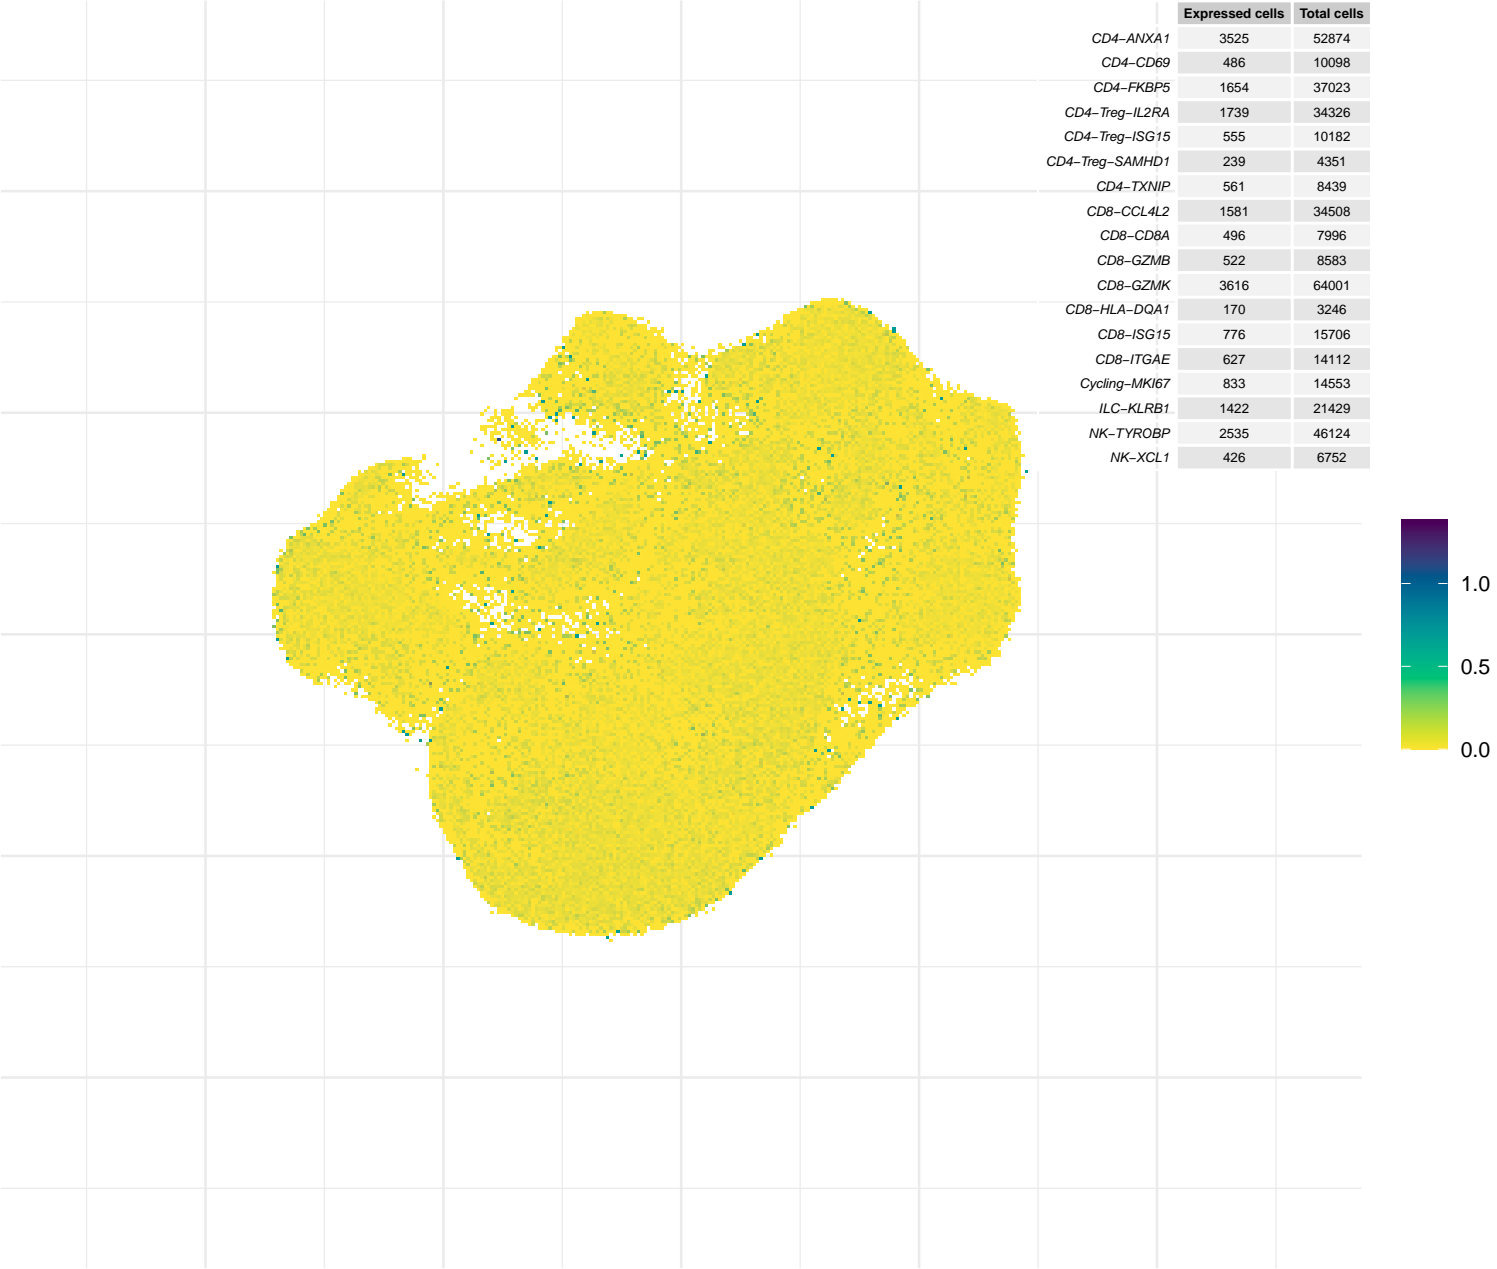 Expressed cells Total cells
CD4−ANXA1 3525 52874
CD4−CD69 486 10098
CD4−FKBP5 1654 37023
CD4−Treg−IL2RA 1739 34326
CD4−Treg−ISG15 555 10182
CD4−Treg−SAMHD1 239 4351
CD4−TXNIP 561 8439
CD8−CCL4L2 1581 34508
CD8−CD8A 496 7996
CD8−GZMB 522 8583
CD8−GZMK 3616 64001
CD8−HLA−DQA1 170 3246
CD8−ISG15 776 15706
CD8−ITGAE 627 14112
Cycling−MKI67 833 14553
ILC−KLRB1 1422 21429
NK−TYROBP 2535 46124
NK−XCL1 426 6752
1.0
0.5
0.0